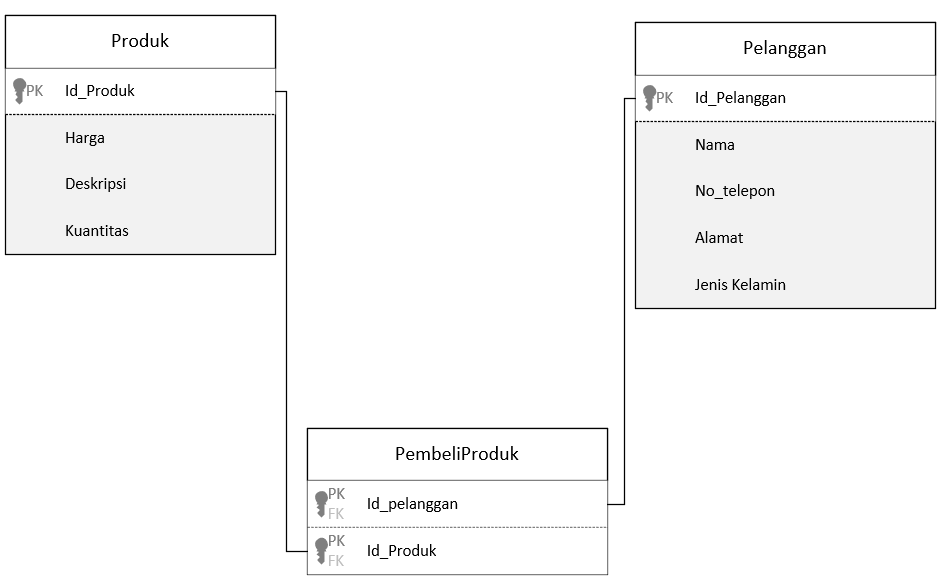 Produk
PK Id_Produk
Harga
Deskripsi
Kuantitas
Pelanggan
PK Id_Pelanggan
Nama
No_telepon
Alamat
Jenis Kelamin
PembeliProduk
PK
FK
Id_pelanggan
PK
FK
Id_Produk